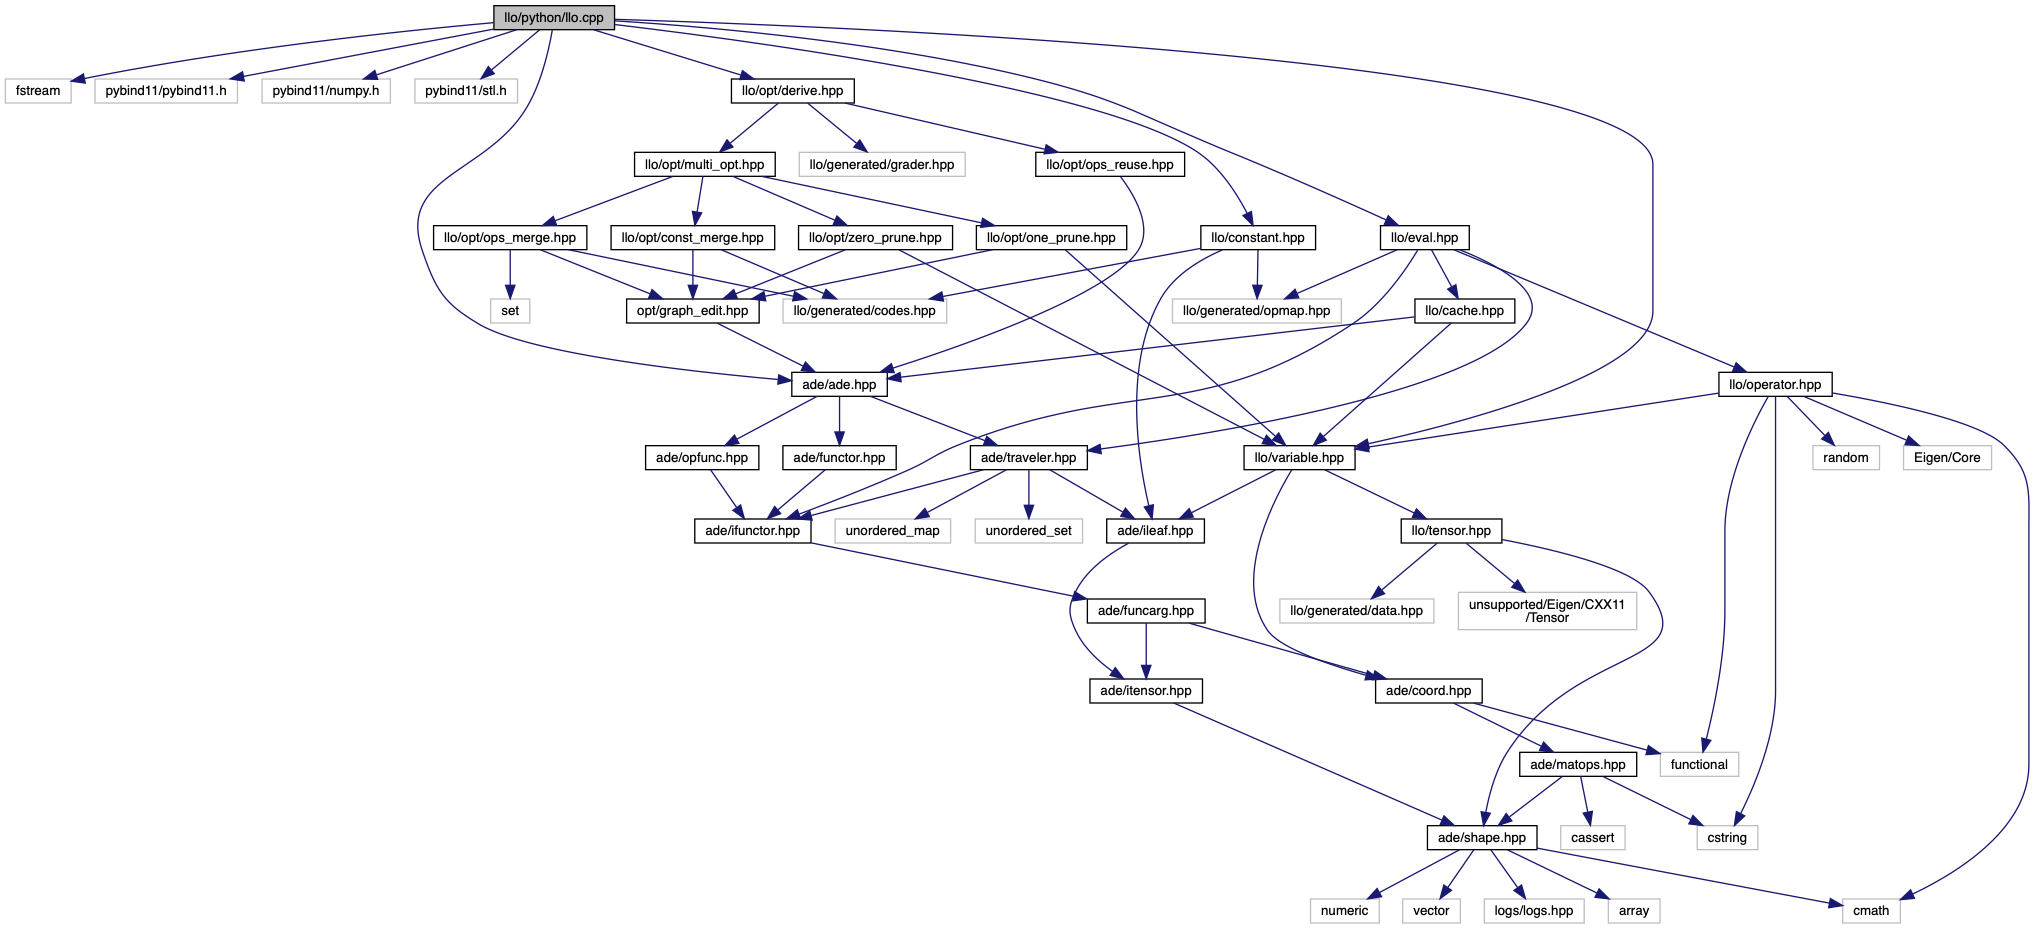 llo/python/llo.cpp
fstream
pybind11/pybind11.h
pybind11/numpy.h
pybind11/stl.h
llo/opt/derive.hpp
llo/opt/multi_opt.hpp
llo/generated/grader.hpp
llo/opt/ops_reuse.hpp
llo/opt/ops_merge.hpp
llo/opt/const_merge.hpp
llo/opt/zero_prune.hpp
llo/opt/one_prune.hpp
llo/constant.hpp
llo/eval.hpp
set
opt/graph_edit.hpp
llo/generated/codes.hpp
llo/generated/opmap.hpp
llo/cache.hpp
ade/ade.hpp
llo/operator.hpp
ade/opfunc.hpp
ade/functor.hpp
ade/traveler.hpp
llo/variable.hpp
random
Eigen/Core
ade/ifunctor.hpp
unordered_map
unordered_set
ade/ileaf.hpp
llo/tensor.hpp
ade/funcarg.hpp
llo/generated/data.hpp
unsupported/Eigen/CXX11
/Tensor
ade/itensor.hpp
ade/coord.hpp
ade/matops.hpp
functional
ade/shape.hpp
cassert
cstring
numeric
vector
logs/logs.hpp
array
cmath